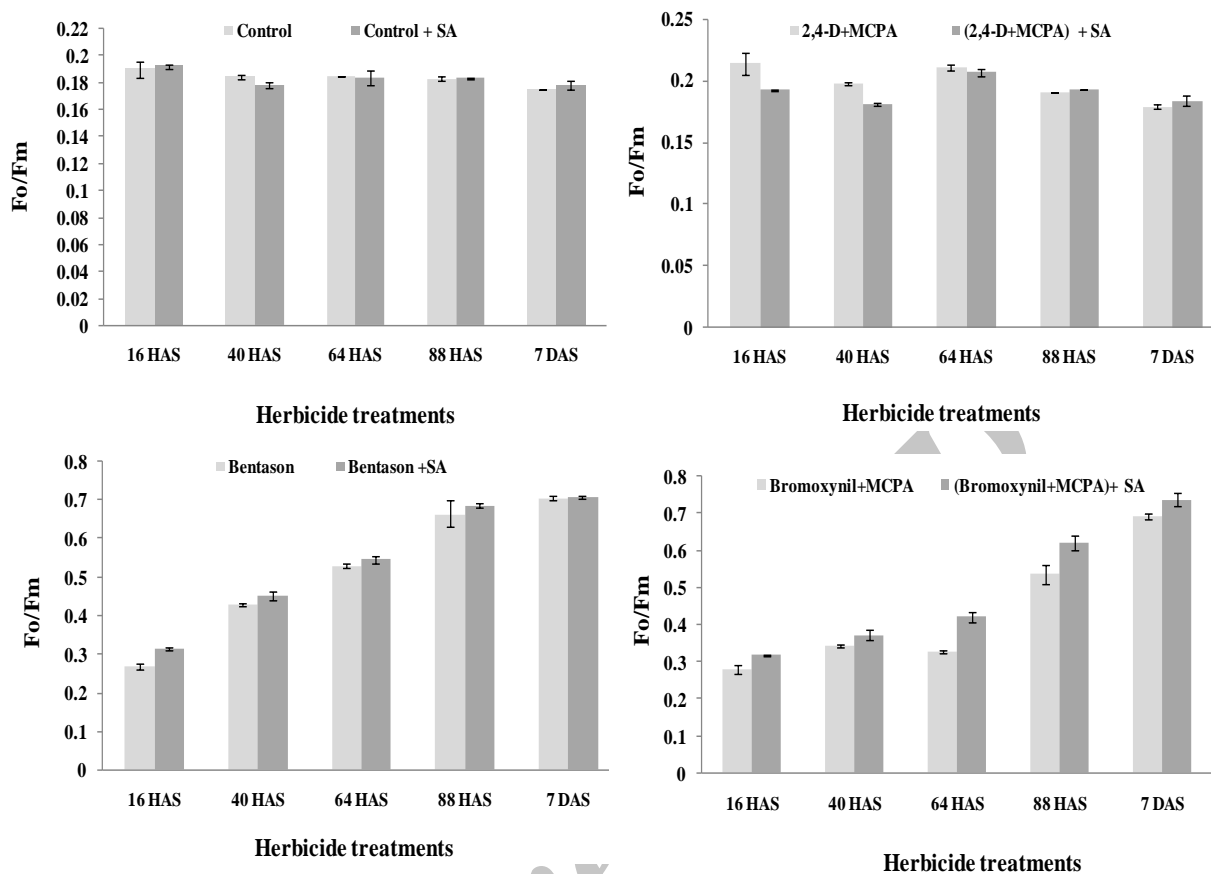 Control
Control + SA
Fo/Fm
0.22
0.2
0.18
0.16
0.14
0.12
0.1
0.08
0.06
0.04
0.02
0
16 HAS 40 HAS 64 HAS 88 HAS 7 DAS
Herbicide treatments
2,4-D+MCPA
(2,4-D+MCPA) + SA
Fo/Fm
0.25
0.2
0.15
0.1
0.05
0
16 HAS 40 HAS 64 HAS 88 HAS 7 DAS
Herbicide treatments
Bentason
Bentason +SA
Fo/Fm
0.8
0.7
0.6
0.5
0.4
0.3
0.2
0.1
0
16 HAS 40 HAS 64 HAS 88 HAS 7 DAS
Herbicide treatments
Bromoxynil+MCPA
(Bromoxynil+MCPA)+ SA
Fo/Fm
0.8
0.7
0.6
0.5
0.4
0.3
0.2
0.1
0
16 HAS 40 HAS 64 HAS 88 HAS 7 DAS
Herbicide treatments